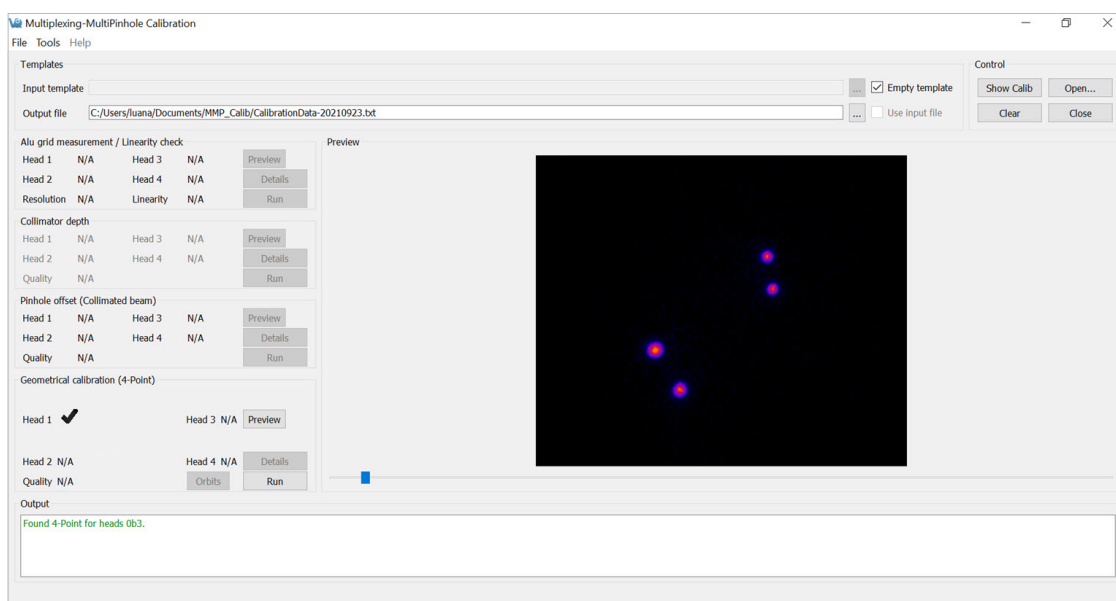 Multiplexing-MultiPinhole Calibration
File Tools Help
Templates
Input template ... Empty template
Output file C:/Users/luana/Documents/MMP_Calib/CalibrationData-20210923.txt ... Use input file
Control
Show Calib Open...
Clear Close
Alu grid measurement / Linearity check
Head 1 N/A Head 3 N/A Preview
Head 2 N/A Head 4 N/A Details
Resolution N/A Linearity N/A Run
Collimator depth
Head 1 N/A Head 3 N/A Preview
Head 2 N/A Head 4 N/A Details
Quality N/A Run
Pinhole offset (Collimated beam)
Head 1 N/A Head 3 N/A Preview
Head 2 N/A Head 4 N/A Details
Quality N/A Run
Geometrical calibration (4-Point)
Head 1 Head 3 N/A Preview
Head 2 N/A Head 4 N/A Details
Quality N/A Orbits Run
Preview
Output
Found 4-Point for heads 0b3.